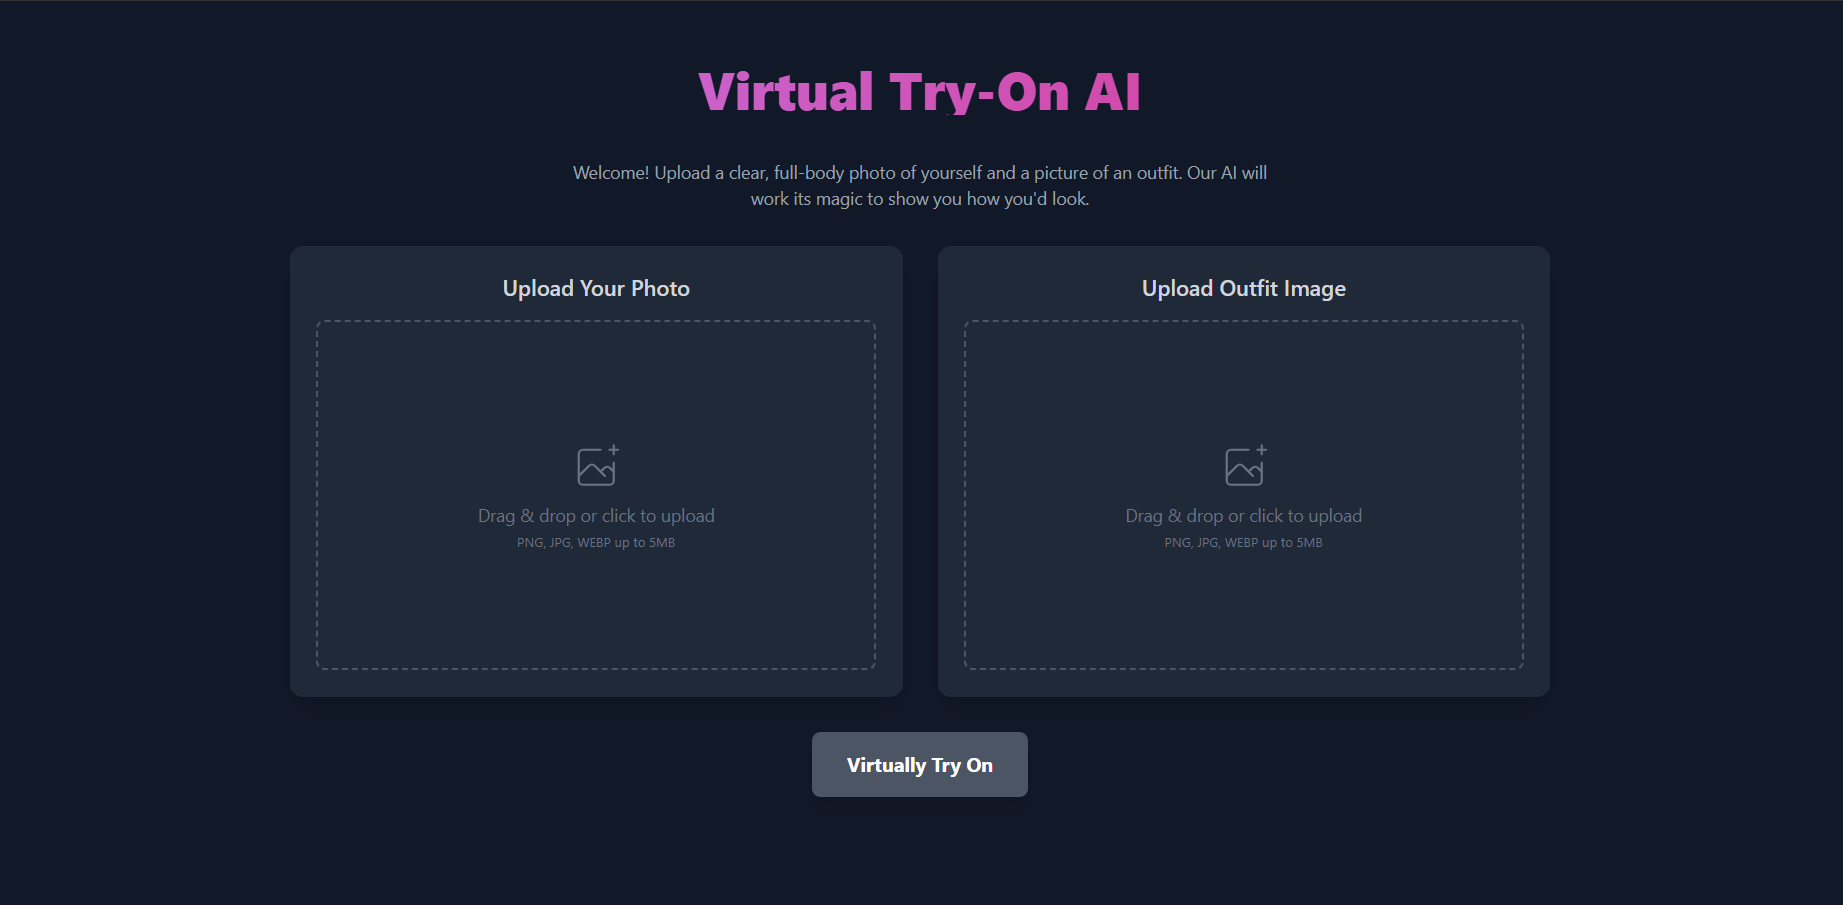 Virtual Try-On AI
Welcome! Upload a clear, full-body photo of yourself and a picture of an outfit. Our AI will
work its magic to show you how you'd look.
Upload Your Photo
Drag & drop or click to upload
PNG, JPG, WEBP up to 5MB
Upload Outfit Image
Drag & drop or click to upload
PNG, JPG, WEBP up to 5MB
Virtually Try On